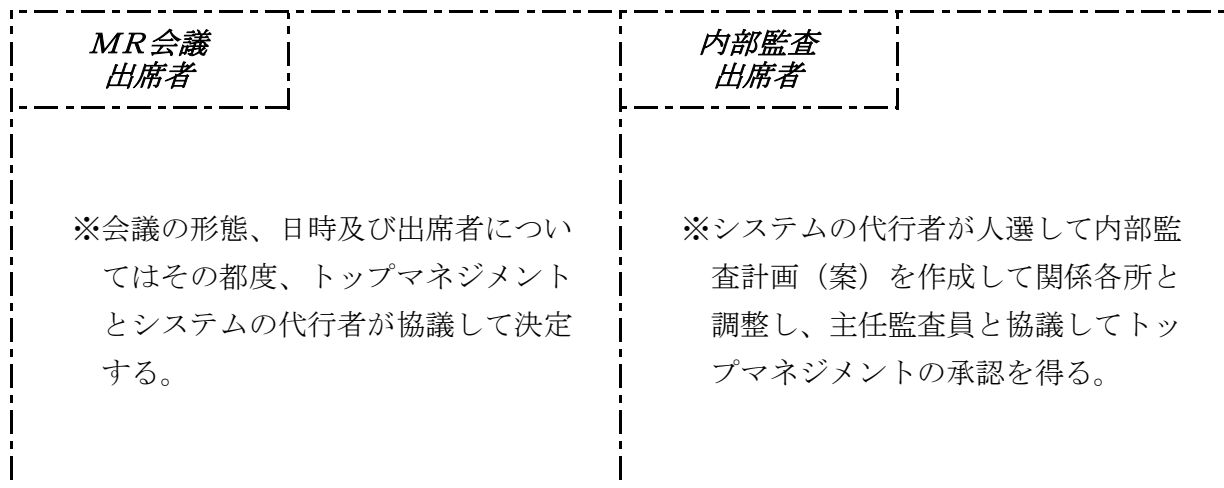 ＭＲ会議
出席者
※会議の形態、日時及び出席者につい
てはその都度、トップマネジメント
とシステムの代行者が協議して決定
する。
内部監査
出席者
※システムの代行者が人選して内部監
査計画（案）を作成して関係各所と
調整し、主任監査員と協議してトッ
プマネジメントの承認を得る。